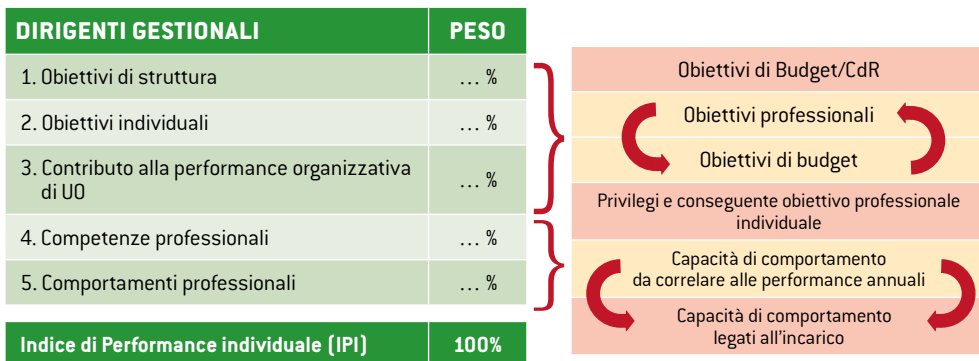 DIRIGENTI GESTIONALI PESO
1. Obiettivi di struttura … %
2. Obiettivi individuali … %
3. Contributo alla performance organizzativa
di UO … %
4. Competenze professionali … %
5. Comportamenti professionali … %
Indice di Performance individuale (IPI) 100%
Obiettivi di Budget/CdR
Obiettivi professionali
Obiettivi di budget
Privilegi e conseguente obiettivo professionale
individuale
Capacità di comportamento
da correlare alle performance annuali
Capacità di comportamento
legati all'incarico